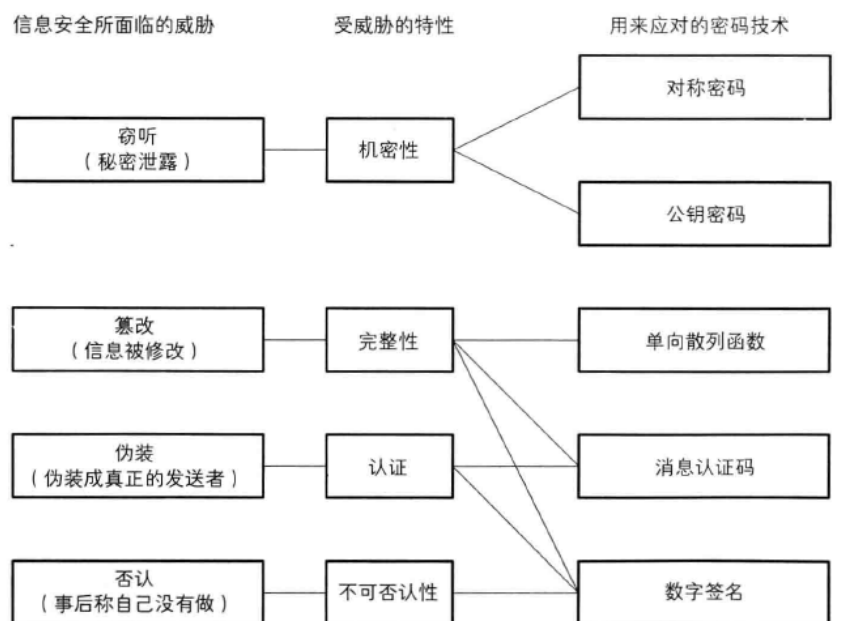 信息安全所面临的威胁
受威胁的特性
用来应对的密码技术
对称密码
窃听
（秘密泄露）
机密性
公钥密码
篡改
（信息被修改）
完整性
单向散列函数
伪装
（伪装成真正的发送者）
认证
消息认证码
否认
（事后称自己没有做）
不可否认性
数字签名